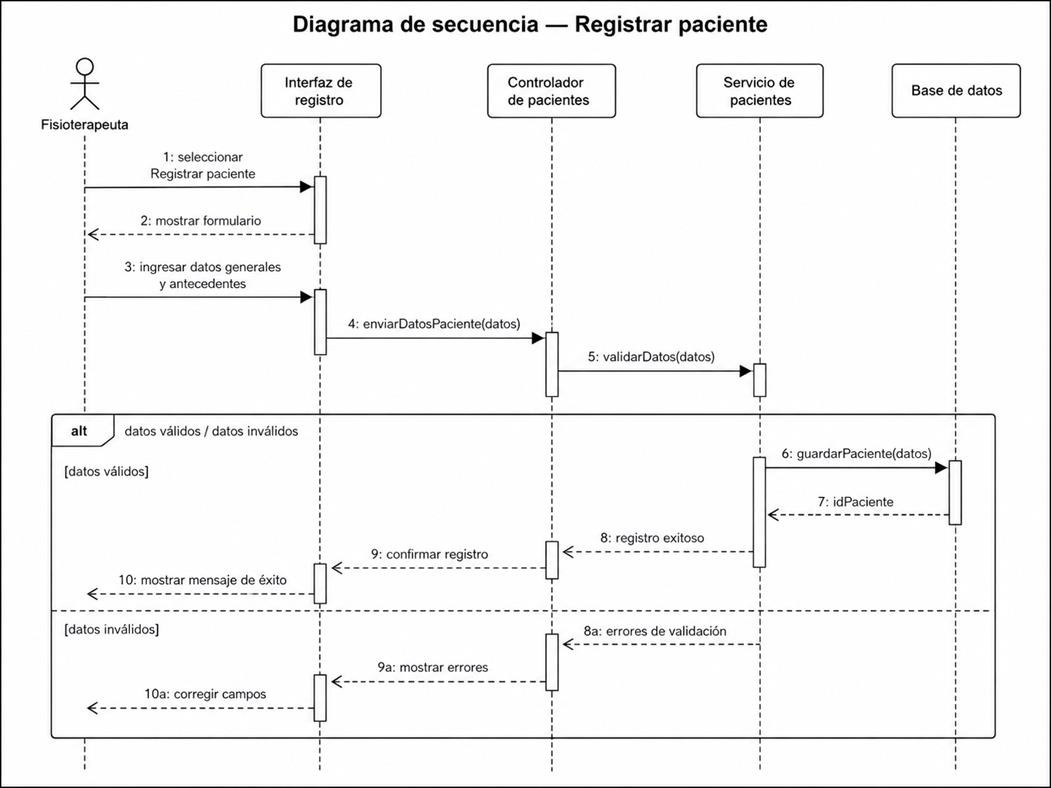 Diagrama de secuencia — Registrar paciente
Fisioterapeuta
Interfaz de
registro
Controlador
de pacientes
Servicio de
pacientes
Base de datos
1: seleccionar
Registrar paciente
2: mostrar formulario
3: ingresar datos generales
y antecedentes
4: enviarDatosPaciente(datos)
5: validarDatos(datos)
alt
datos válidos / datos inválidos
[datos válidos]
6: guardarPaciente(datos)
7: idPaciente
8: registro exitoso
9: confirmar registro
10: mostrar mensaje de éxito
[datos inválidos]
8a: errores de validación
9a: mostrar errores
10a: corregir campos